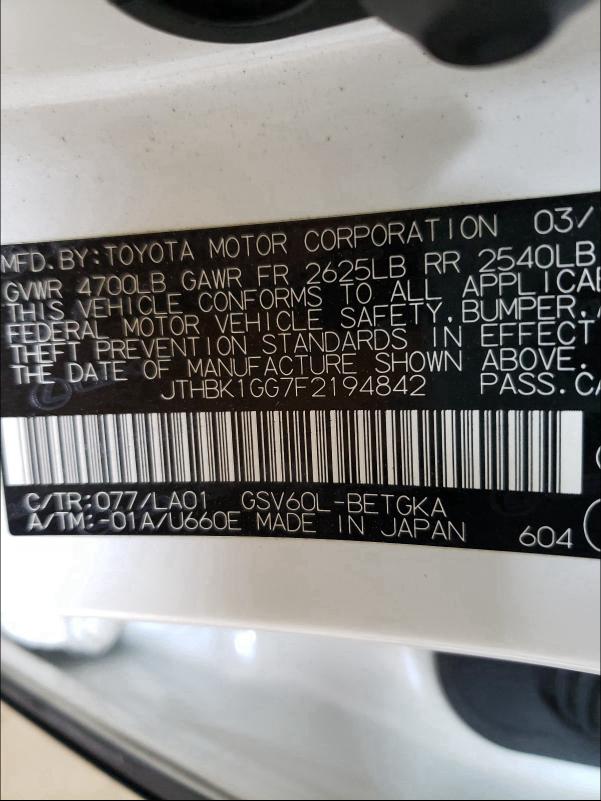 MFD. BY: TOYOTA MOTOR CORPORATION 03/
GVWR 4700LB GAWR FR 2625LB RR 2540LB
THIS VEHICLE CONFORMS TO ALL APPLICAB
FEDERAL MOTOR VEHICLE SAFETY, BUMPER, A
THEFT PREVENTION STANDARDS IN EFFECT
THE DATE OF MANUFACTURE SHOWN ABOVE.
JTHBK1GG7F2194842 PASS. CA
C/TR: 077/LA01 GSV60L-BETGKA
A/TM: -01A/U660E MADE IN JAPAN 604